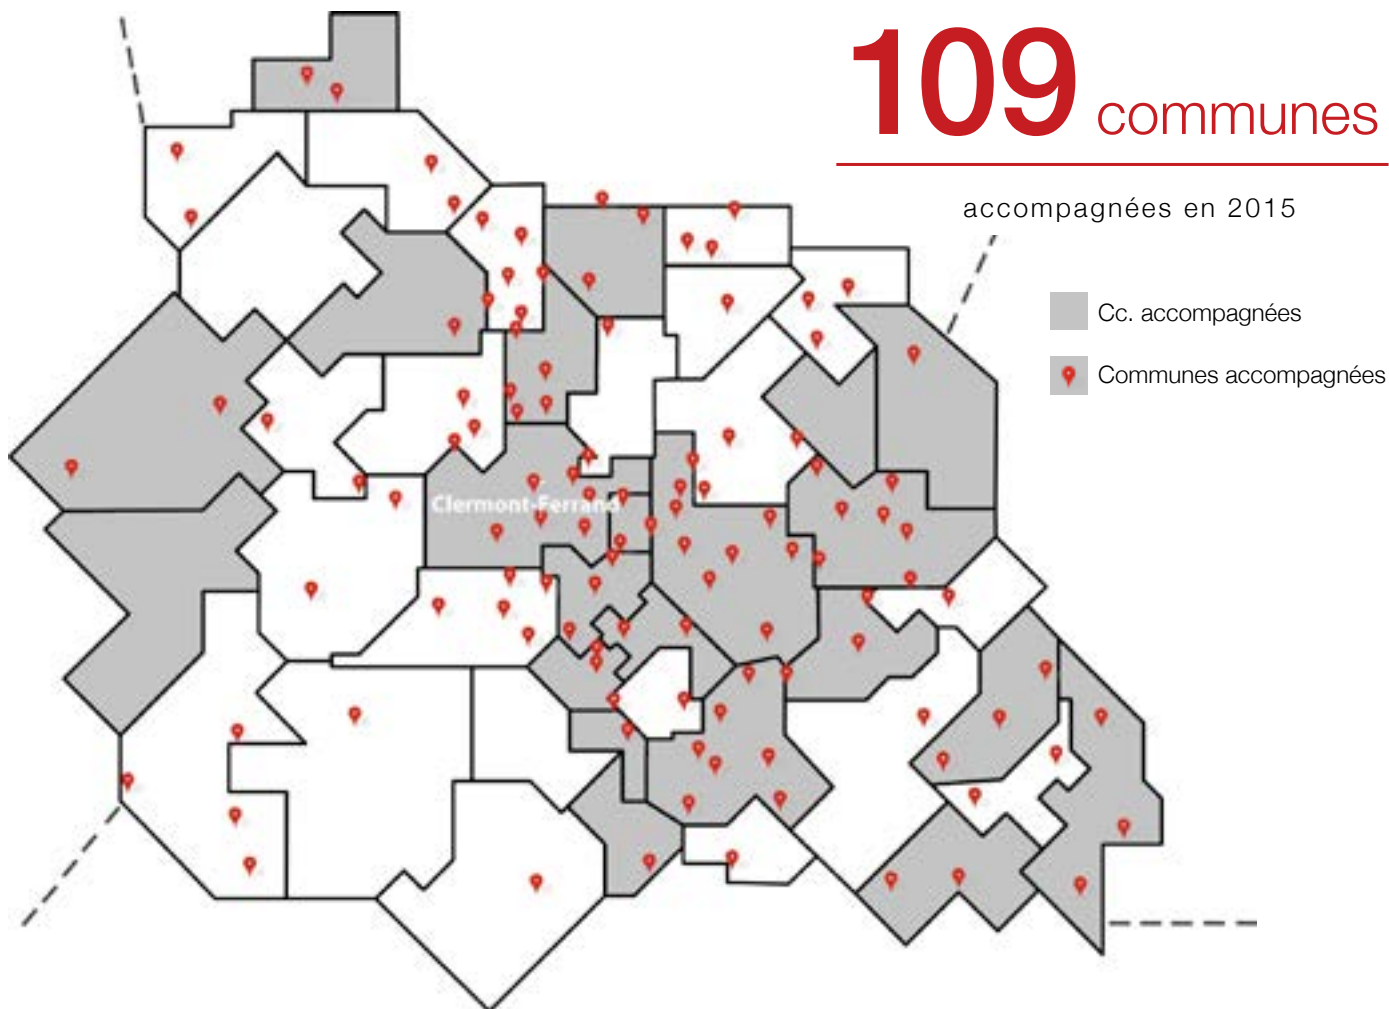 109 communes
accompagnées en 2015
Cc. accompagnées
Communes accompagnées
Clermont-Ferrand